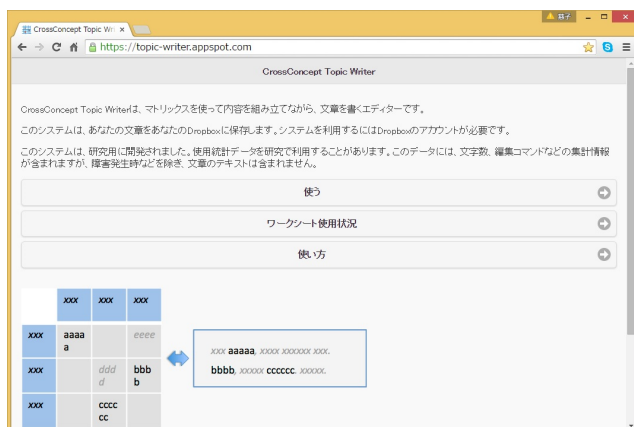 CrossConcept Topic Wri ×
https://topic-writer.appspot.com
CrossConcept Topic Writer
CrossConcept Topic Writerは、マトリックスを使って内容を組み立てながら、文章を書くエディターです。
このシステムは、あなたの文章をあなたのDropboxに保存します。システムを利用するにはDropboxのアカウントが必要です。
このシステムは、研究用に開発されました。使用統計データを研究で利用することがあります。このデータには、文字数、編集コマンドなどの集計情報
が含まれますが、障害発生時などを除き、文章のテキストは含まれません。
使う
ワークシート使用状況
使い方
xxx xxx xxx
xxx aaaa eeee
a
xxx ddd bbb
d b
xxx cccc
cc
xxx aaaaa, xxxx xxxxxx xxx.
bbbb, xxxxx cccccc. xxxxx.